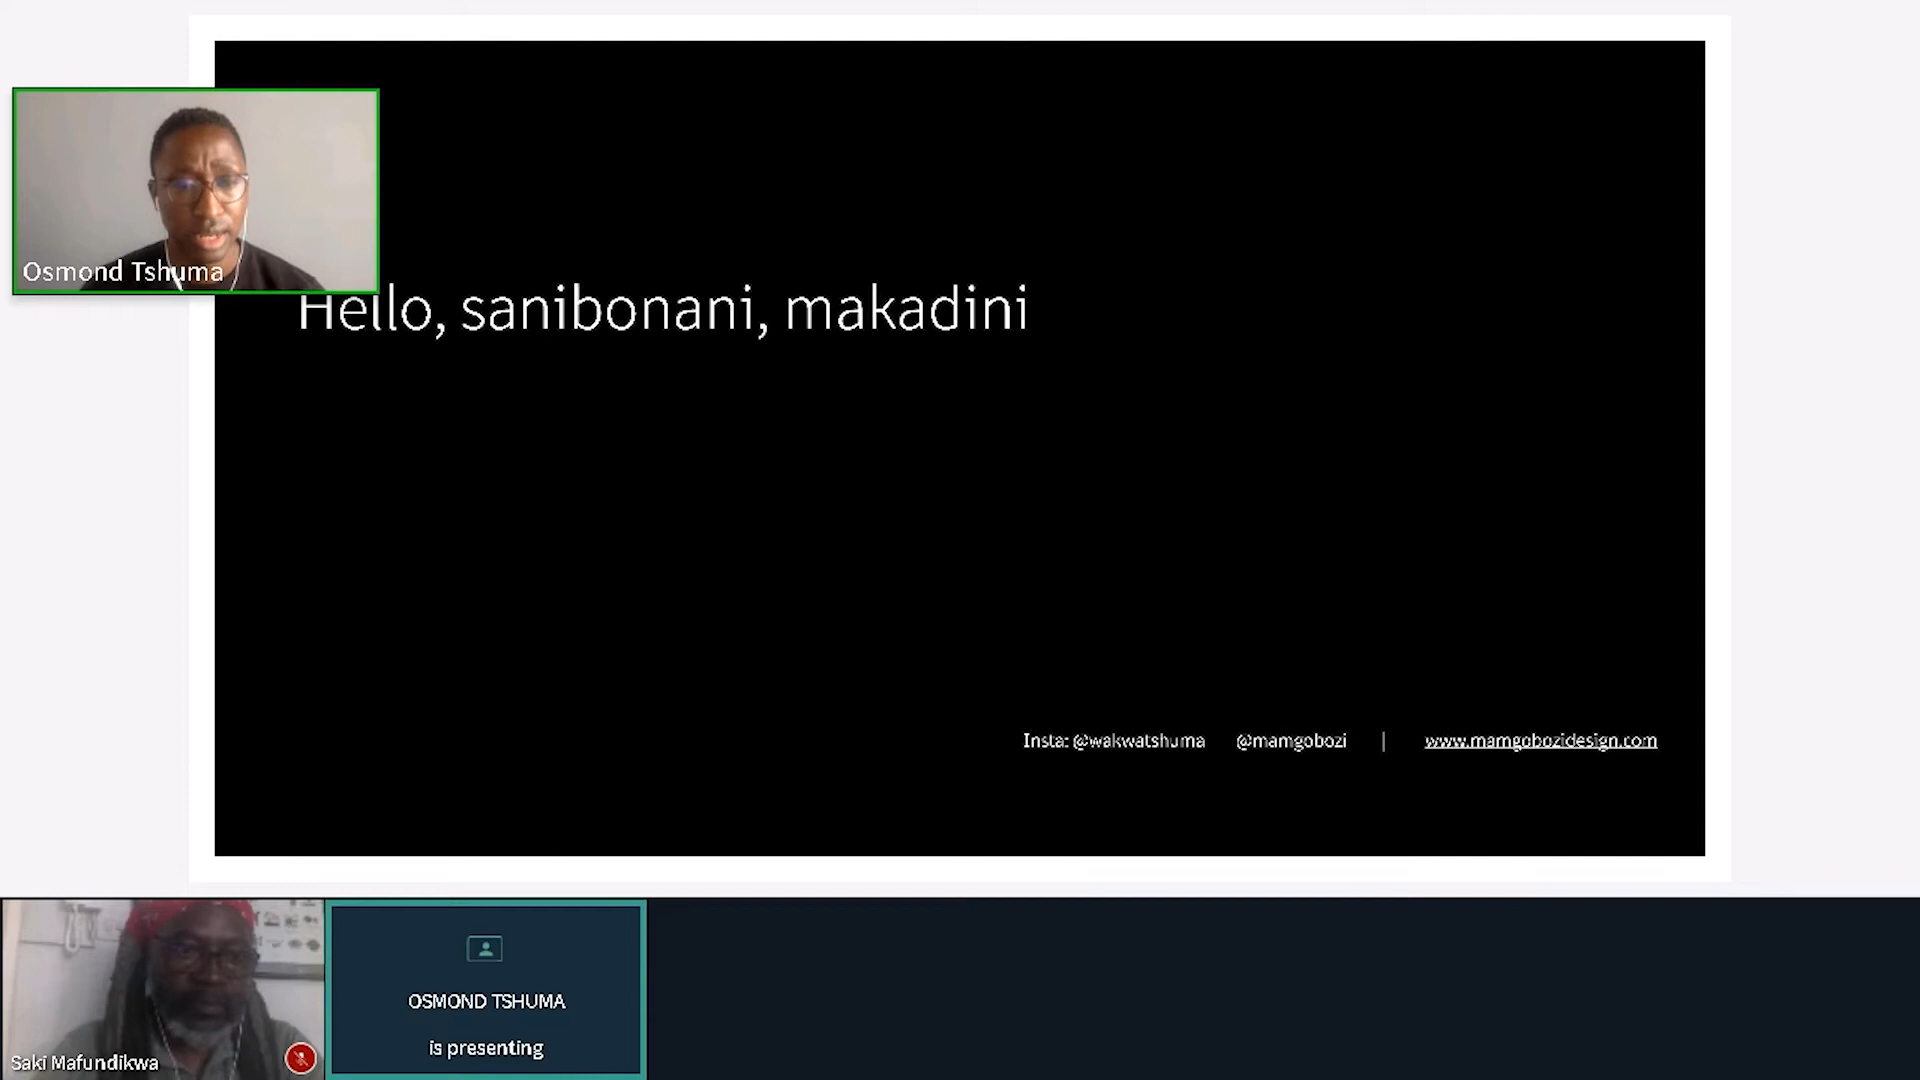 Osmond Tshuma
Hello, sanibonani, makadini
Insta: @wakwatshuma @mamgobozi | www.mamgobozidesign.com
Saki Mafundikwa
OSMOND TSHUMA
is presenting